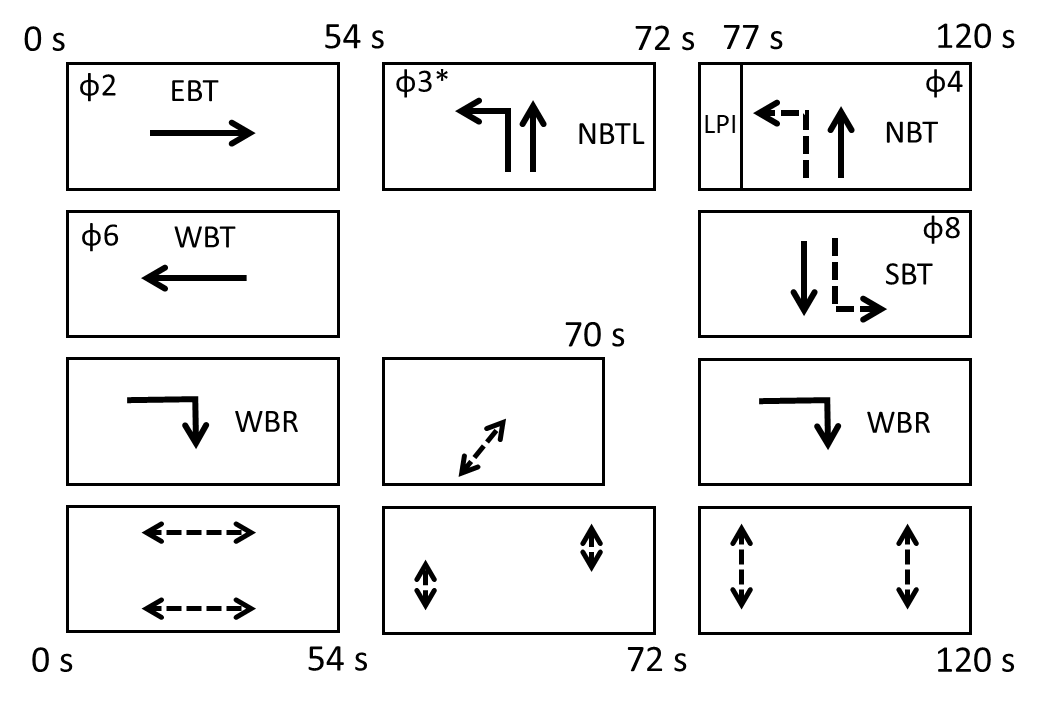 0 s 54 s 72 s 77 s 120 s
ϕ2 EBT
ϕ3* NBTL
LPI ϕ4 NBT
ϕ6 WBT
ϕ8 SBT
70 s
WBR WBR
0 s 54 s 72 s 120 s